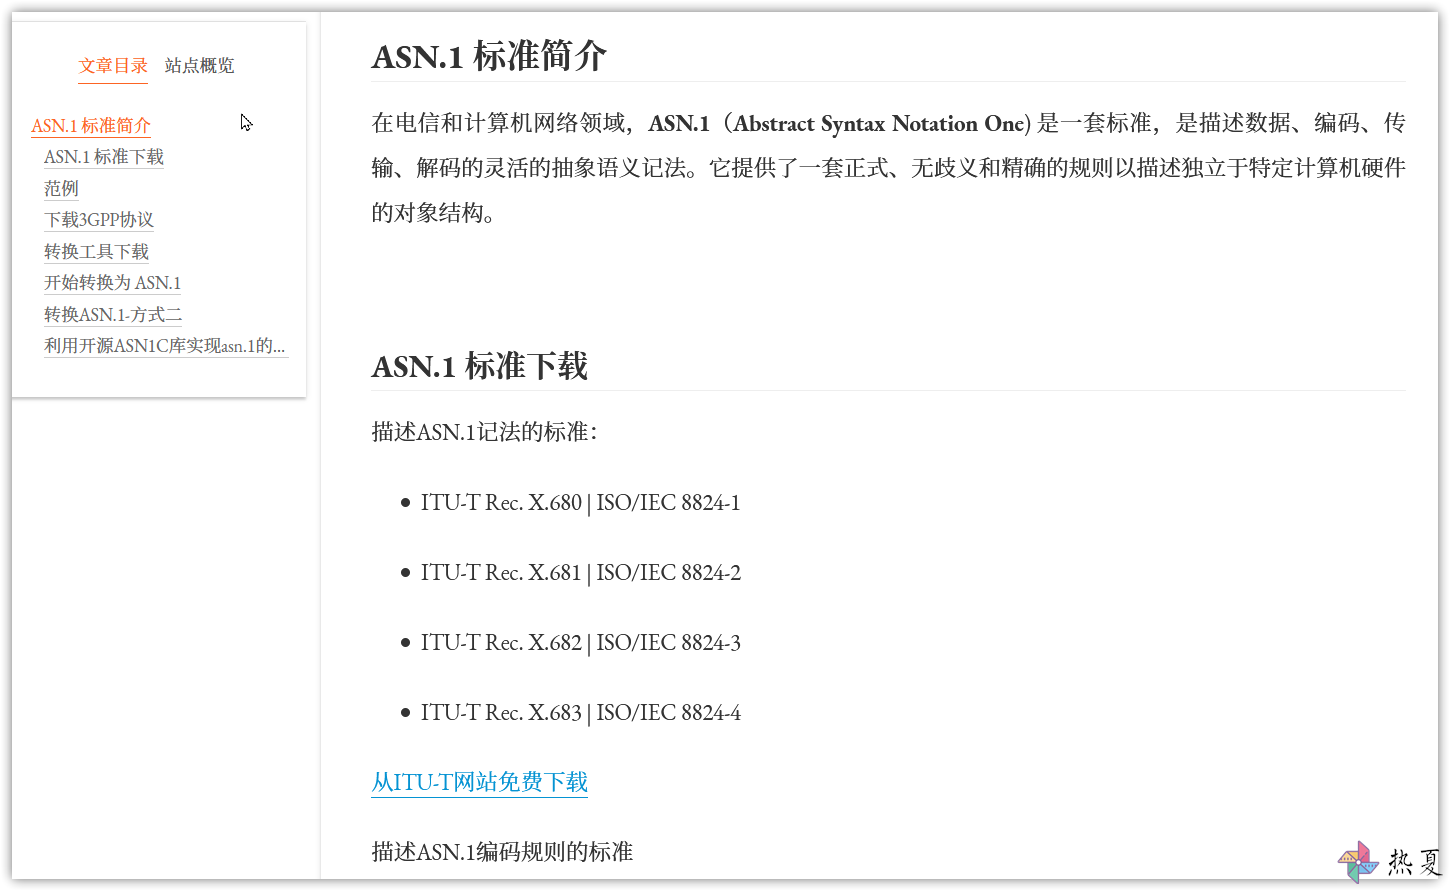 文章目录 站点概览
ASN.1 标准简介
ASN.1 标准下载
范例
下载3GPP协议
转换工具下载
开始转换为 ASN.1
转换ASN.1-方式二
利用开源ASN1C库实现asn.1的...
ASN.1 标准简介
在电信和计算机网络领域，ASN.1（Abstract Syntax Notation One) 是一套标准，是描述数据、编码、传
输、解码的灵活的抽象语义记法。它提供了一套正式、无歧义和精确的规则以描述独立于特定计算机硬件
的对象结构。
ASN.1 标准下载
描述ASN.1记法的标准：
ITU-T Rec. X.680 | ISO/IEC 8824-1
ITU-T Rec. X.681 | ISO/IEC 8824-2
ITU-T Rec. X.682 | ISO/IEC 8824-3
ITU-T Rec. X.683 | ISO/IEC 8824-4
从ITU-T网站免费下载
描述ASN.1编码规则的标准
热夏